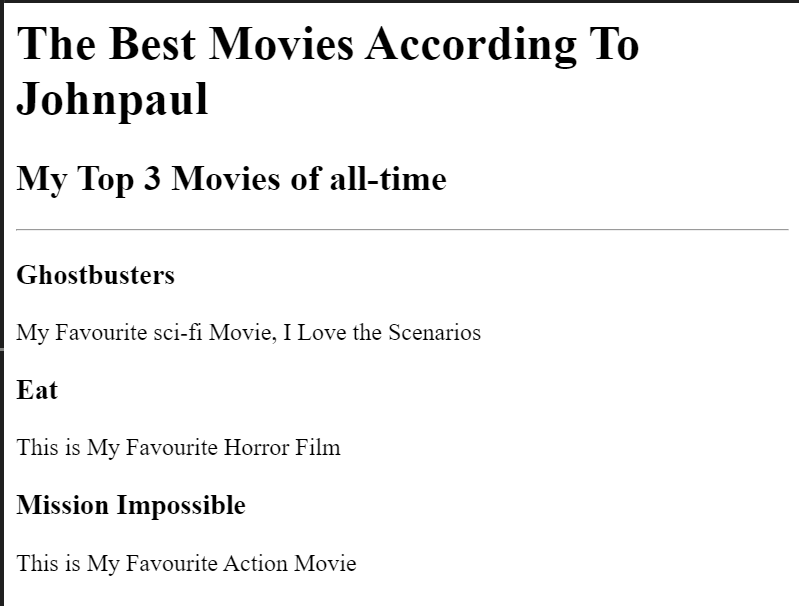 The Best Movies According To
Johnpaul
My Top 3 Movies of all-time
Ghostbusters
My Favourite sci-fi Movie, I Love the Scenarios
Eat
This is My Favourite Horror Film
Mission Impossible
This is My Favourite Action Movie